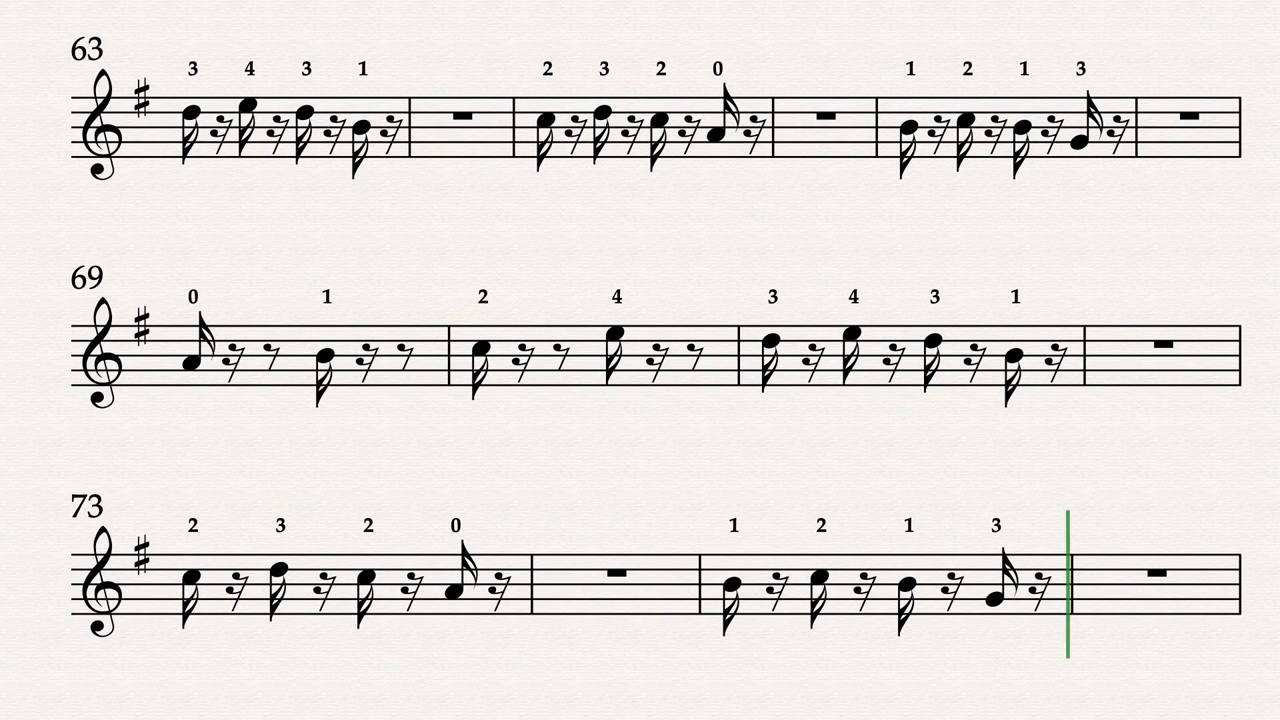 63
3 4 3 1 2 3 2 0 1 2 1 3
69
0 1 2 4 3 4 3 1
73
2 3 2 0 1 2 1 3